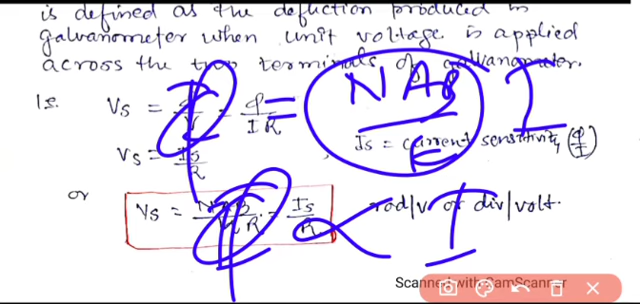 is defined as the deflection produced in
galvanometer when unit voltage is applied
across the two terminals of galvanometer.
Ie. Vs = φ/V = φ/IR
φ = NAB/C I
Vs = Is/R , Is = current sensitivity (φ/I)
or Vs = NAB/KR = Is/R rad/v or div/volt.
φ ∝ I
Scanned with CamScanner